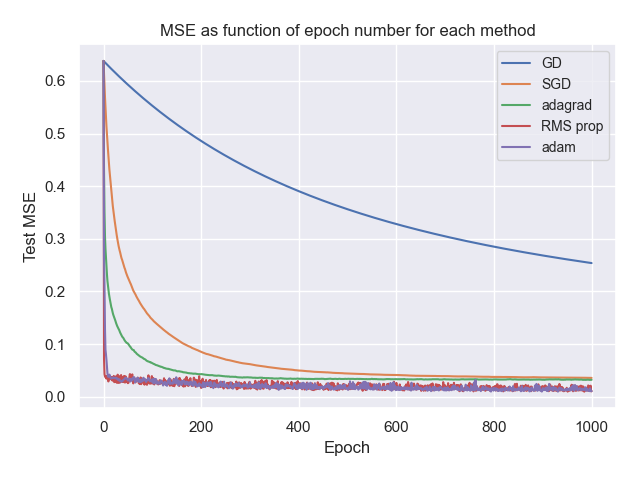 MSE as function of epoch number for each method
GD
SGD
adagrad
RMS prop
adam
Test MSE
0.6
0.5
0.4
0.3
0.2
0.1
0.0
0 200 400 600 800 1000
Epoch